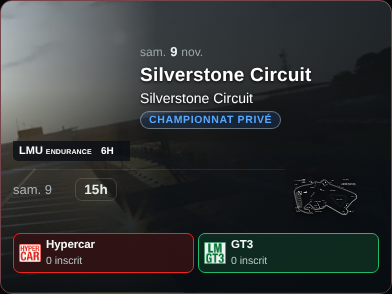 sam. 9 nov.
Silverstone Circuit
Silverstone Circuit
CHAMPIONNAT PRIVÉ
LMU ENDURANCE 6H
sam. 9 15h
HYPER CAR Hypercar
0 inscrit
LM GT3 GT3
0 inscrit